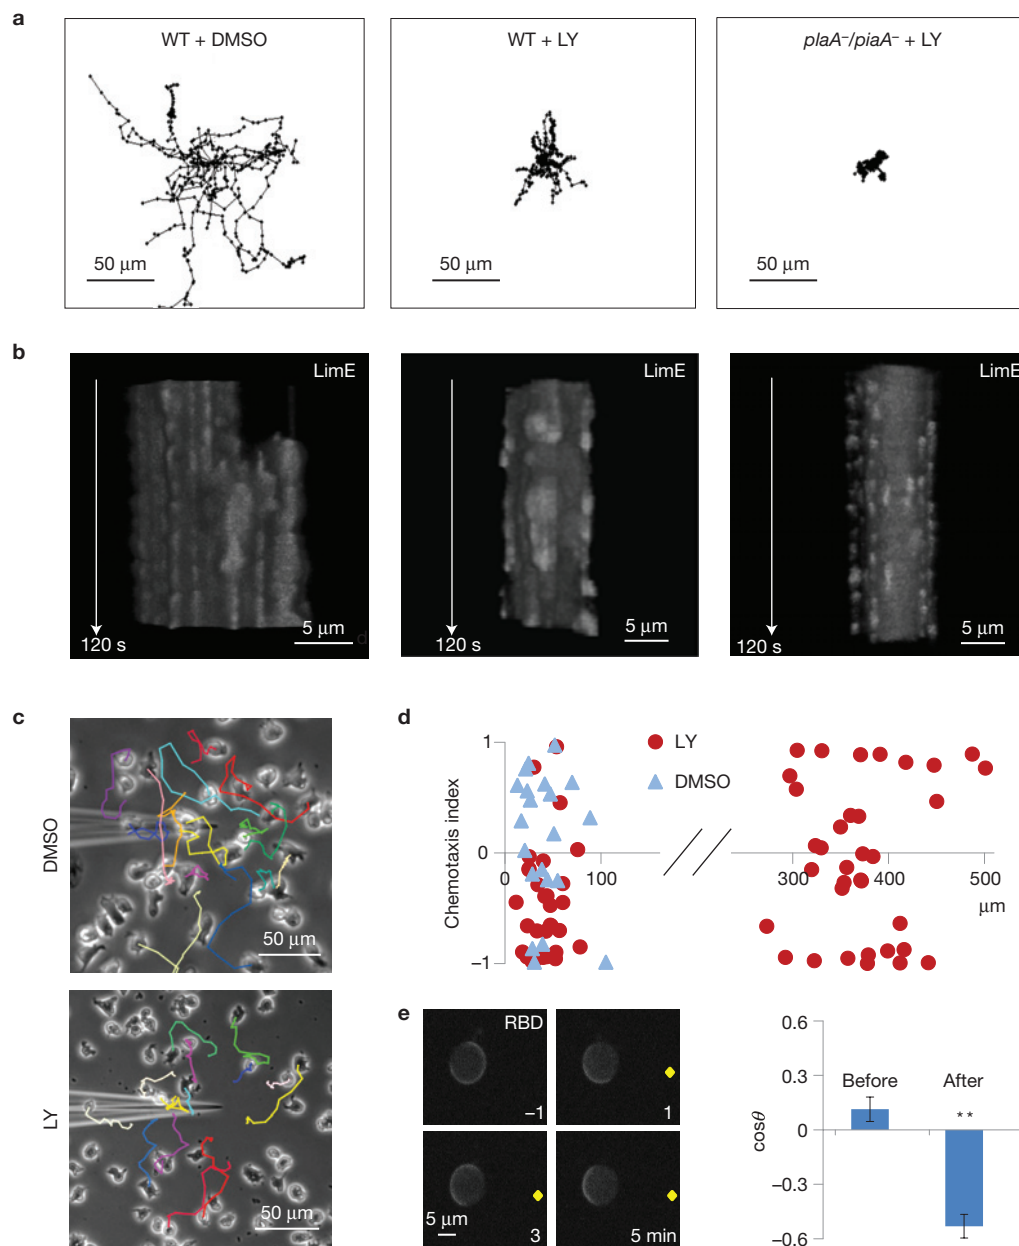 a
WT + DMSO
WT + LY
plaA–/piaA– + LY
50 µm
50 µm
50 µm
b
LimE
LimE
LimE
120 s
5 µm
120 s
5 µm
120 s
5 µm
c
DMSO
50 µm
LY
50 µm
d
Chemotaxis index
1
0
–1
0
100
LY
DMSO
300
400
500
µm
e
RBD
–1
1
3
5 µm
5 min
cosθ
0.6
0.3
0
–0.3
–0.6
Before
After
**